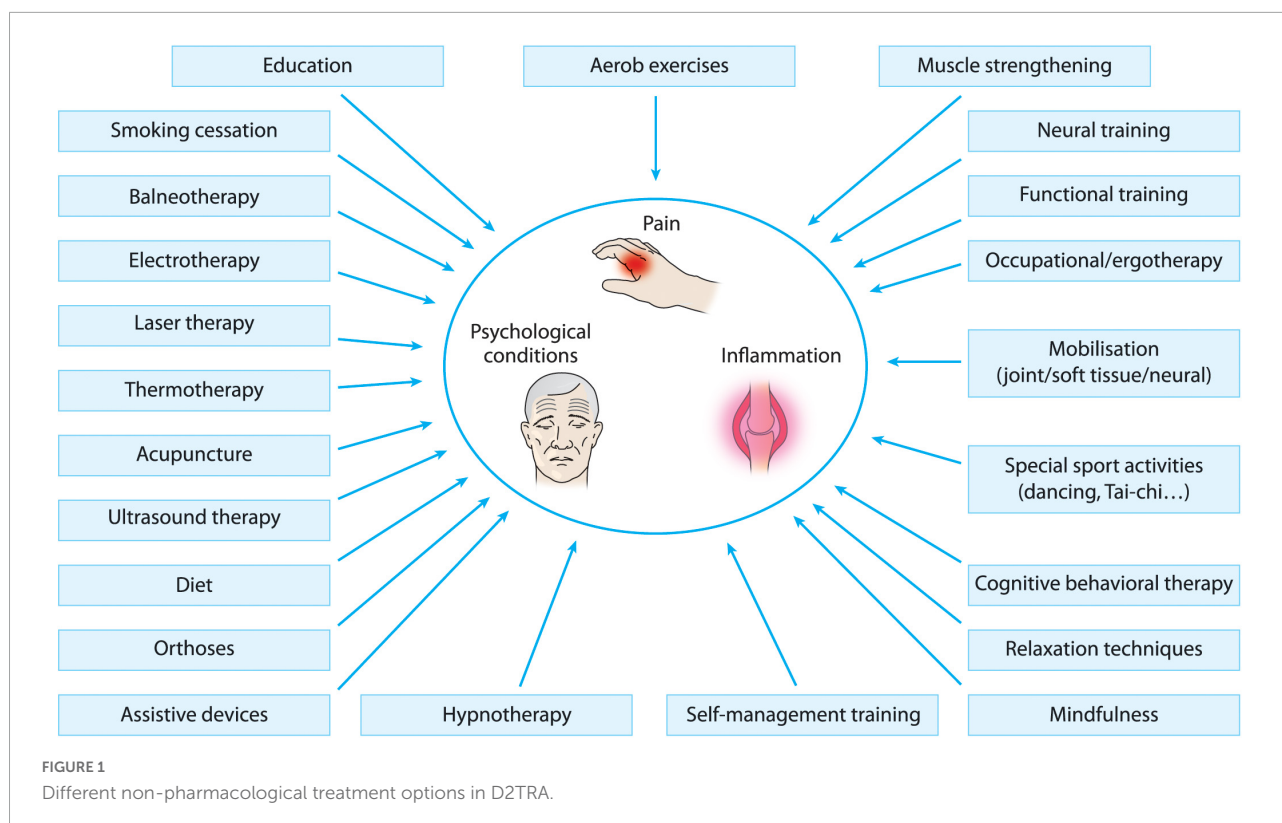 Education
Aerob exercises
Muscle strengthening
Smoking cessation
Balneotherapy
Electrotherapy
Laser therapy
Thermotherapy
Acupuncture
Ultrasound therapy
Diet
Orthoses
Assistive devices
Pain
Psychological
conditions
Inflammation
Neural training
Functional training
Occupational/ergotherapy
Mobilisation
(joint/soft tissue/neural)
Special sport activities
(dancing, Tai-chi…)
Cognitive behavioral therapy
Relaxation techniques
Mindfulness
Hypnotherapy
Self-management training
FIGURE 1
Different non-pharmacological treatment options in D2TRA.